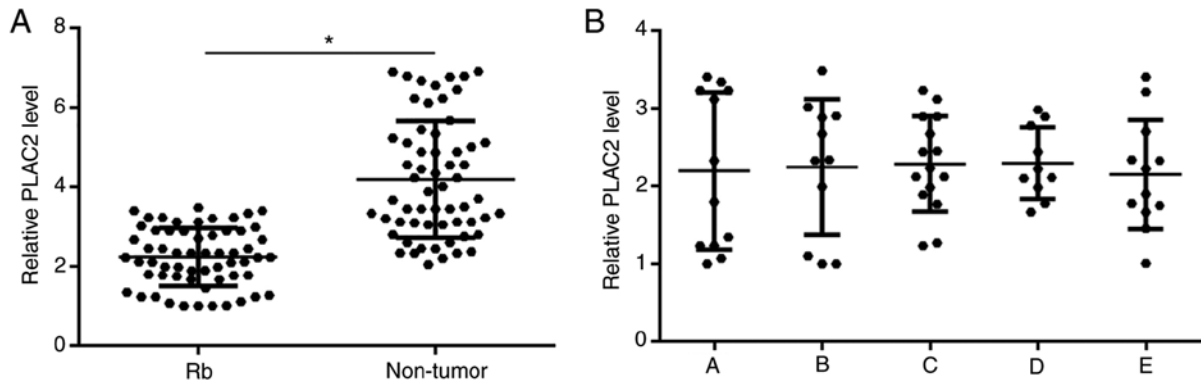 A
Relative PLAC2 level
8
6
4
2
0
*
Rb
Non-tumor
B
Relative PLAC2 level
4
3
2
1
0
A
B
C
D
E